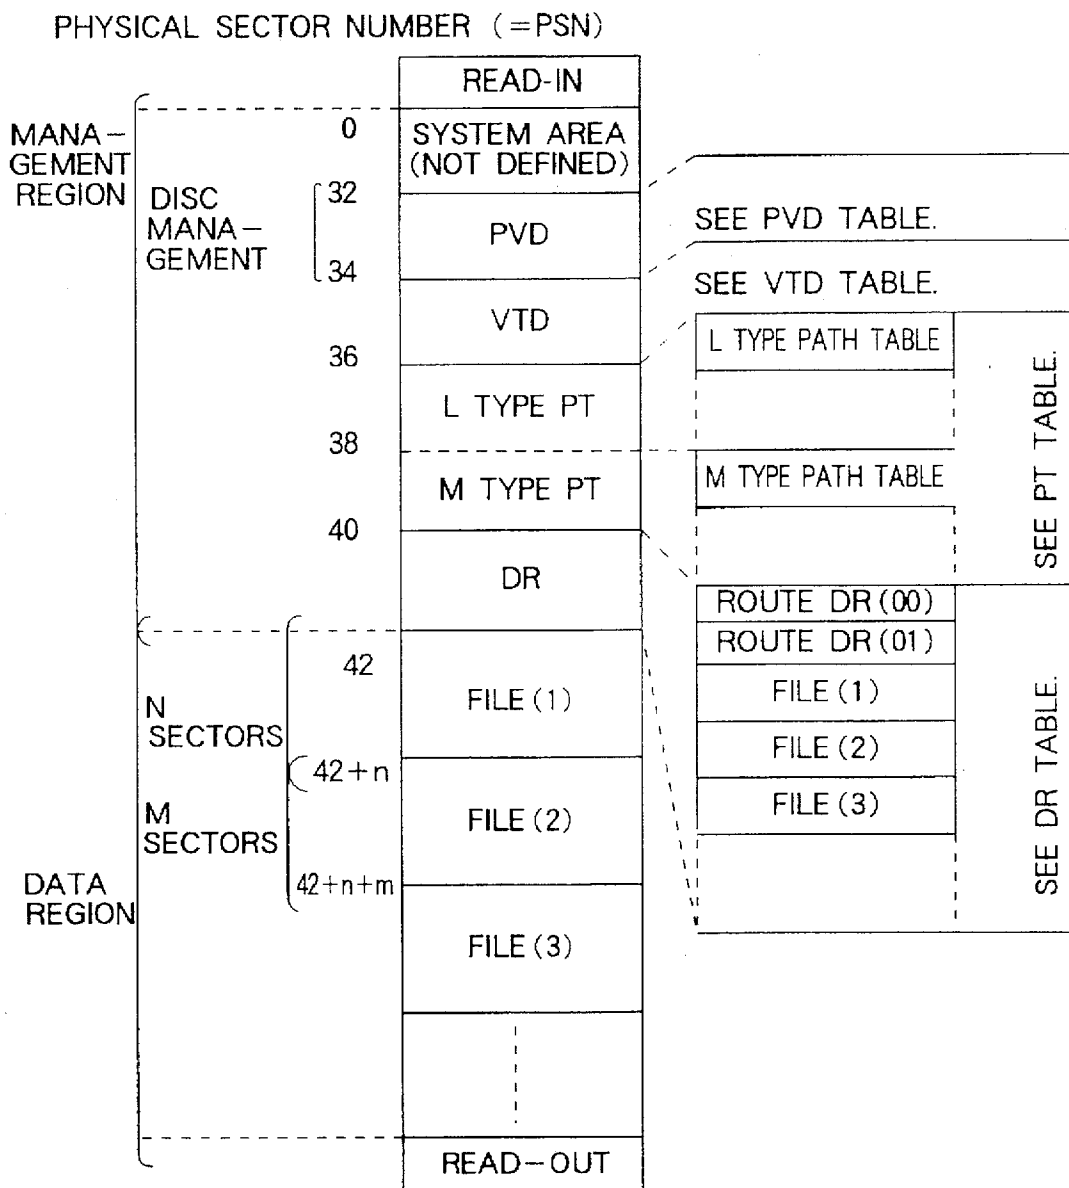 PHYSICAL SECTOR NUMBER (=PSN)
READ-IN
MANA-
GEMENT
REGION
0
SYSTEM AREA
(NOT DEFINED)
DISC
MANA-
GEMENT
32
PVD
34
SEE PVD TABLE.
VTD
SEE VTD TABLE.
36
L TYPE PT
38
M TYPE PT
40
DR
L TYPE PATH TABLE
M TYPE PATH TABLE
SEE PT TABLE.
ROUTE DR(00)
ROUTE DR(01)
FILE(1)
FILE(2)
FILE(3)
SEE DR TABLE.
42
N
SECTORS
FILE(1)
42+n
M
SECTORS
FILE(2)
42+n+m
DATA
REGION
FILE(3)
READ-OUT